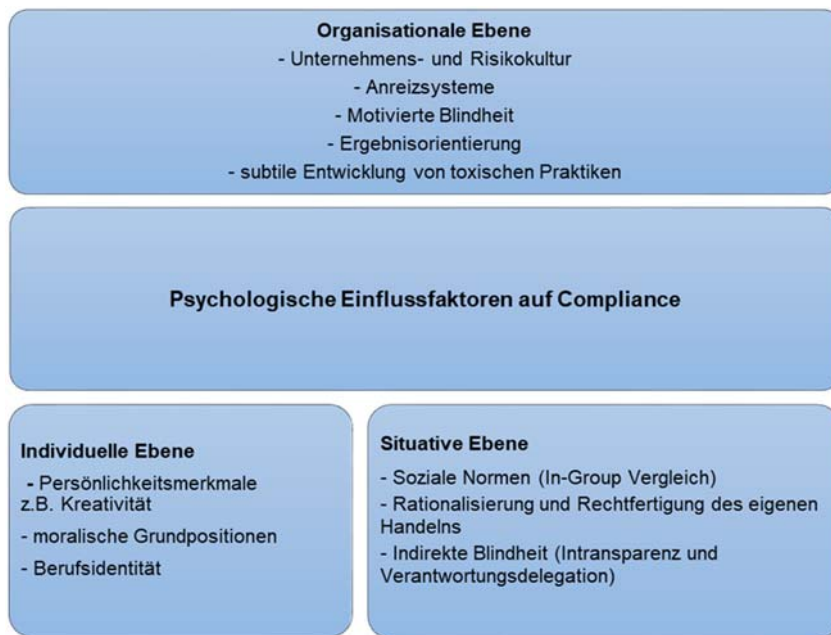 Organisationale Ebene
- Unternehmens- und Risikokultur
- Anreizsysteme
- Motivierte Blindheit
- Ergebnisorientierung
- subtile Entwicklung von toxischen Praktiken
Psychologische Einflussfaktoren auf Compliance
Individuelle Ebene
- Persönlichkeitsmerkmale
z.B. Kreativität
- moralische Grundpositionen
- Berufsidentität
Situative Ebene
- Soziale Normen (In-Group Vergleich)
- Rationalisierung und Rechtfertigung des eigenen
Handelns
- Indirekte Blindheit (Intransparenz und
Verantwortungsdelegation)